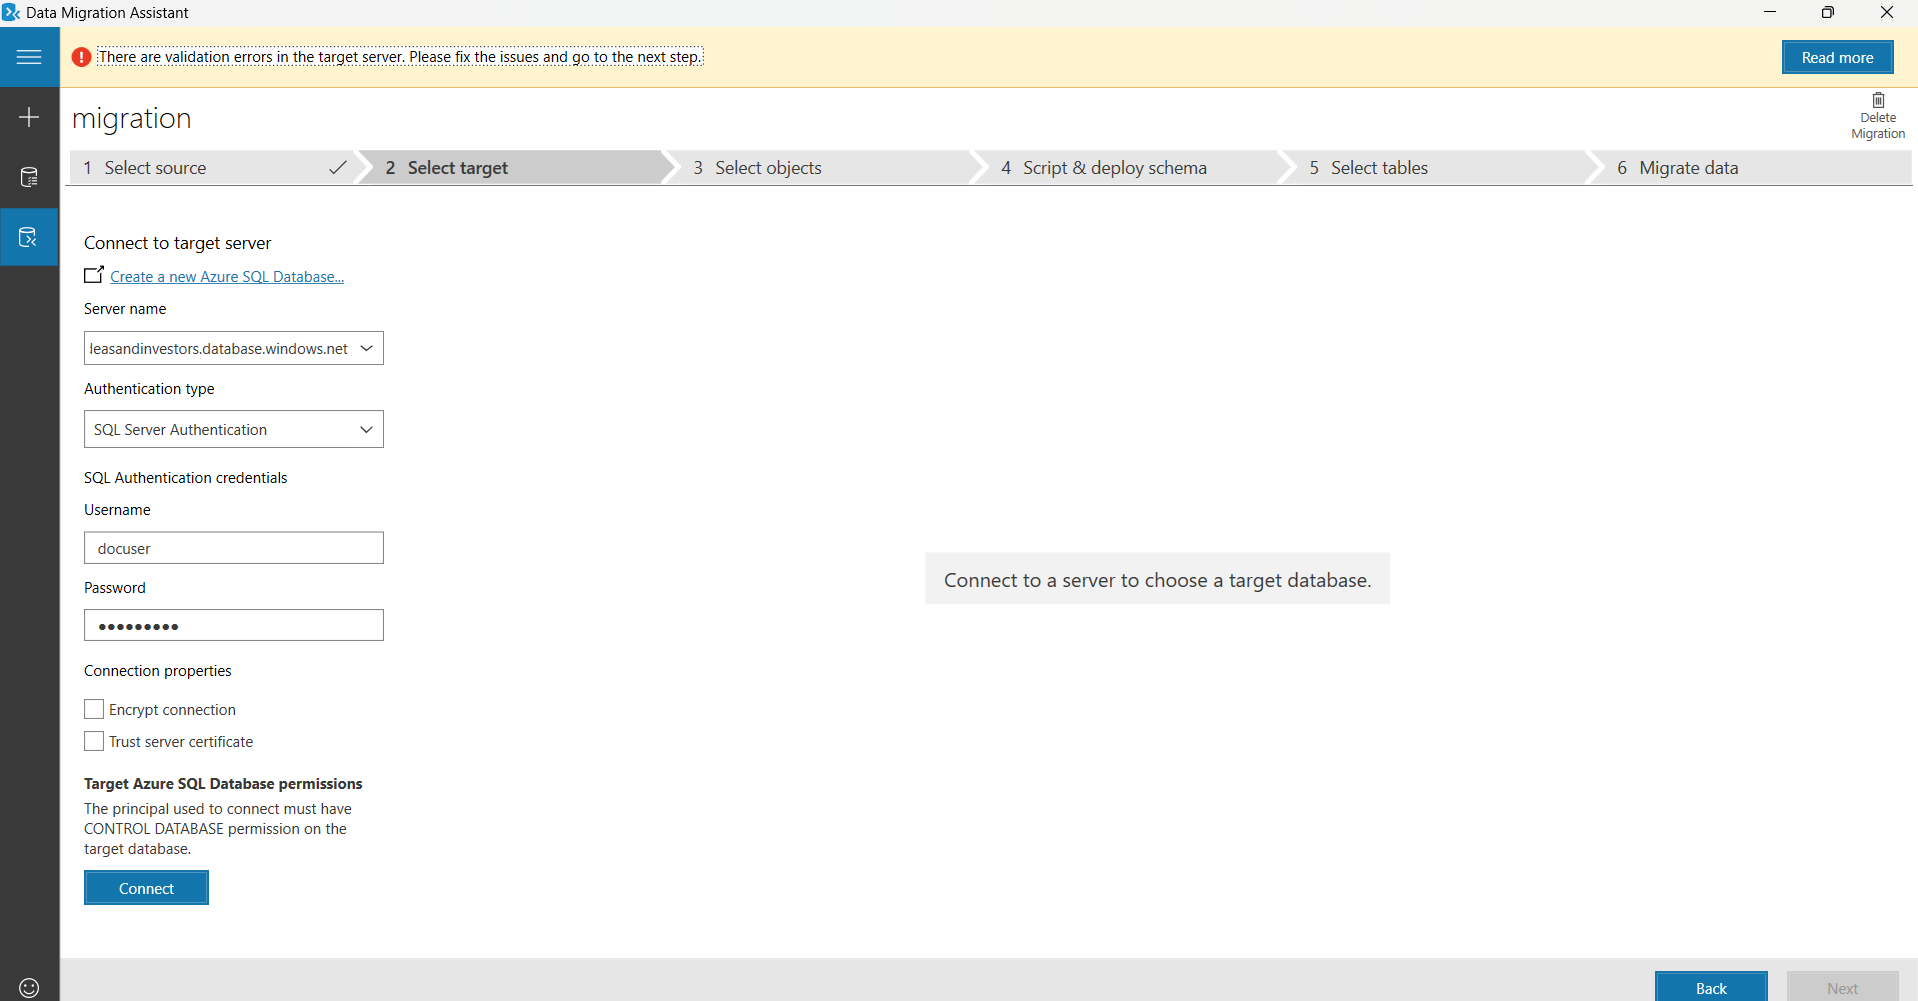 Data Migration Assistant
There are validation errors in the target server. Please fix the issues and go to the next step.
Read more
migration
Delete
Migration
1 Select source
2 Select target
3 Select objects
4 Script & deploy schema
5 Select tables
6 Migrate data
Connect to target server
Create a new Azure SQL Database...
Server name
leasandinvestors.database.windows.net
Authentication type
SQL Server Authentication
SQL Authentication credentials
Username
docuser
Password
•••••••••
Connection properties
Encrypt connection
Trust server certificate
Target Azure SQL Database permissions
The principal used to connect must have
CONTROL DATABASE permission on the
target database.
Connect
Connect to a server to choose a target database.
Back
Next